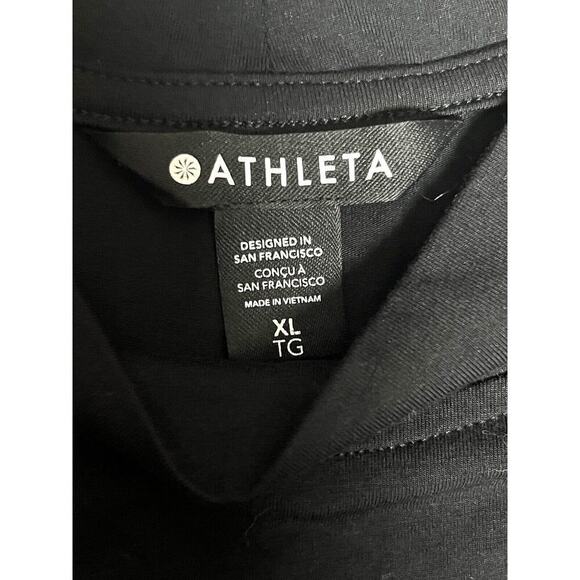 ATHLETA
DESIGNED IN
SAN FRANCISCO
CONÇU À
SAN FRANCISCO
MADE IN VIETNAM
XL
TG